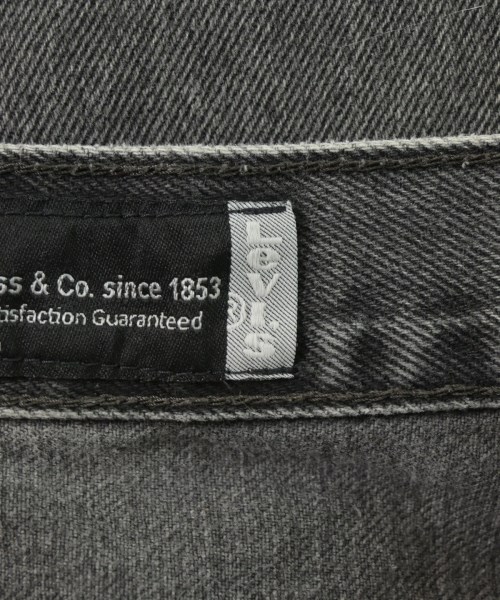 ss & Co. since 1853
tisfaction Guaranteed
Levi's
®